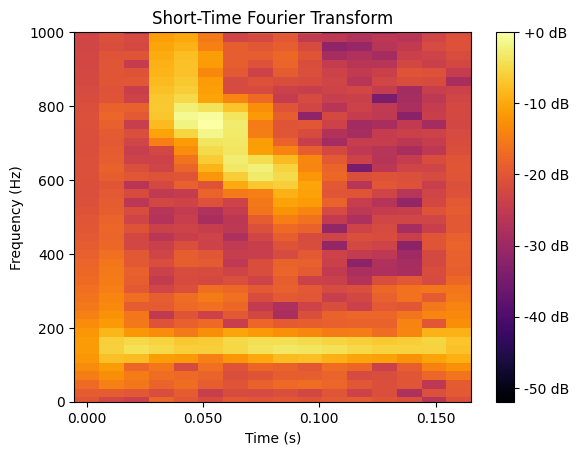 Short-Time Fourier Transform
1000
800
600
400
200
0
Frequency (Hz)
0.000
0.050
0.100
0.150
Time (s)
+0 dB
-10 dB
-20 dB
-30 dB
-40 dB
-50 dB